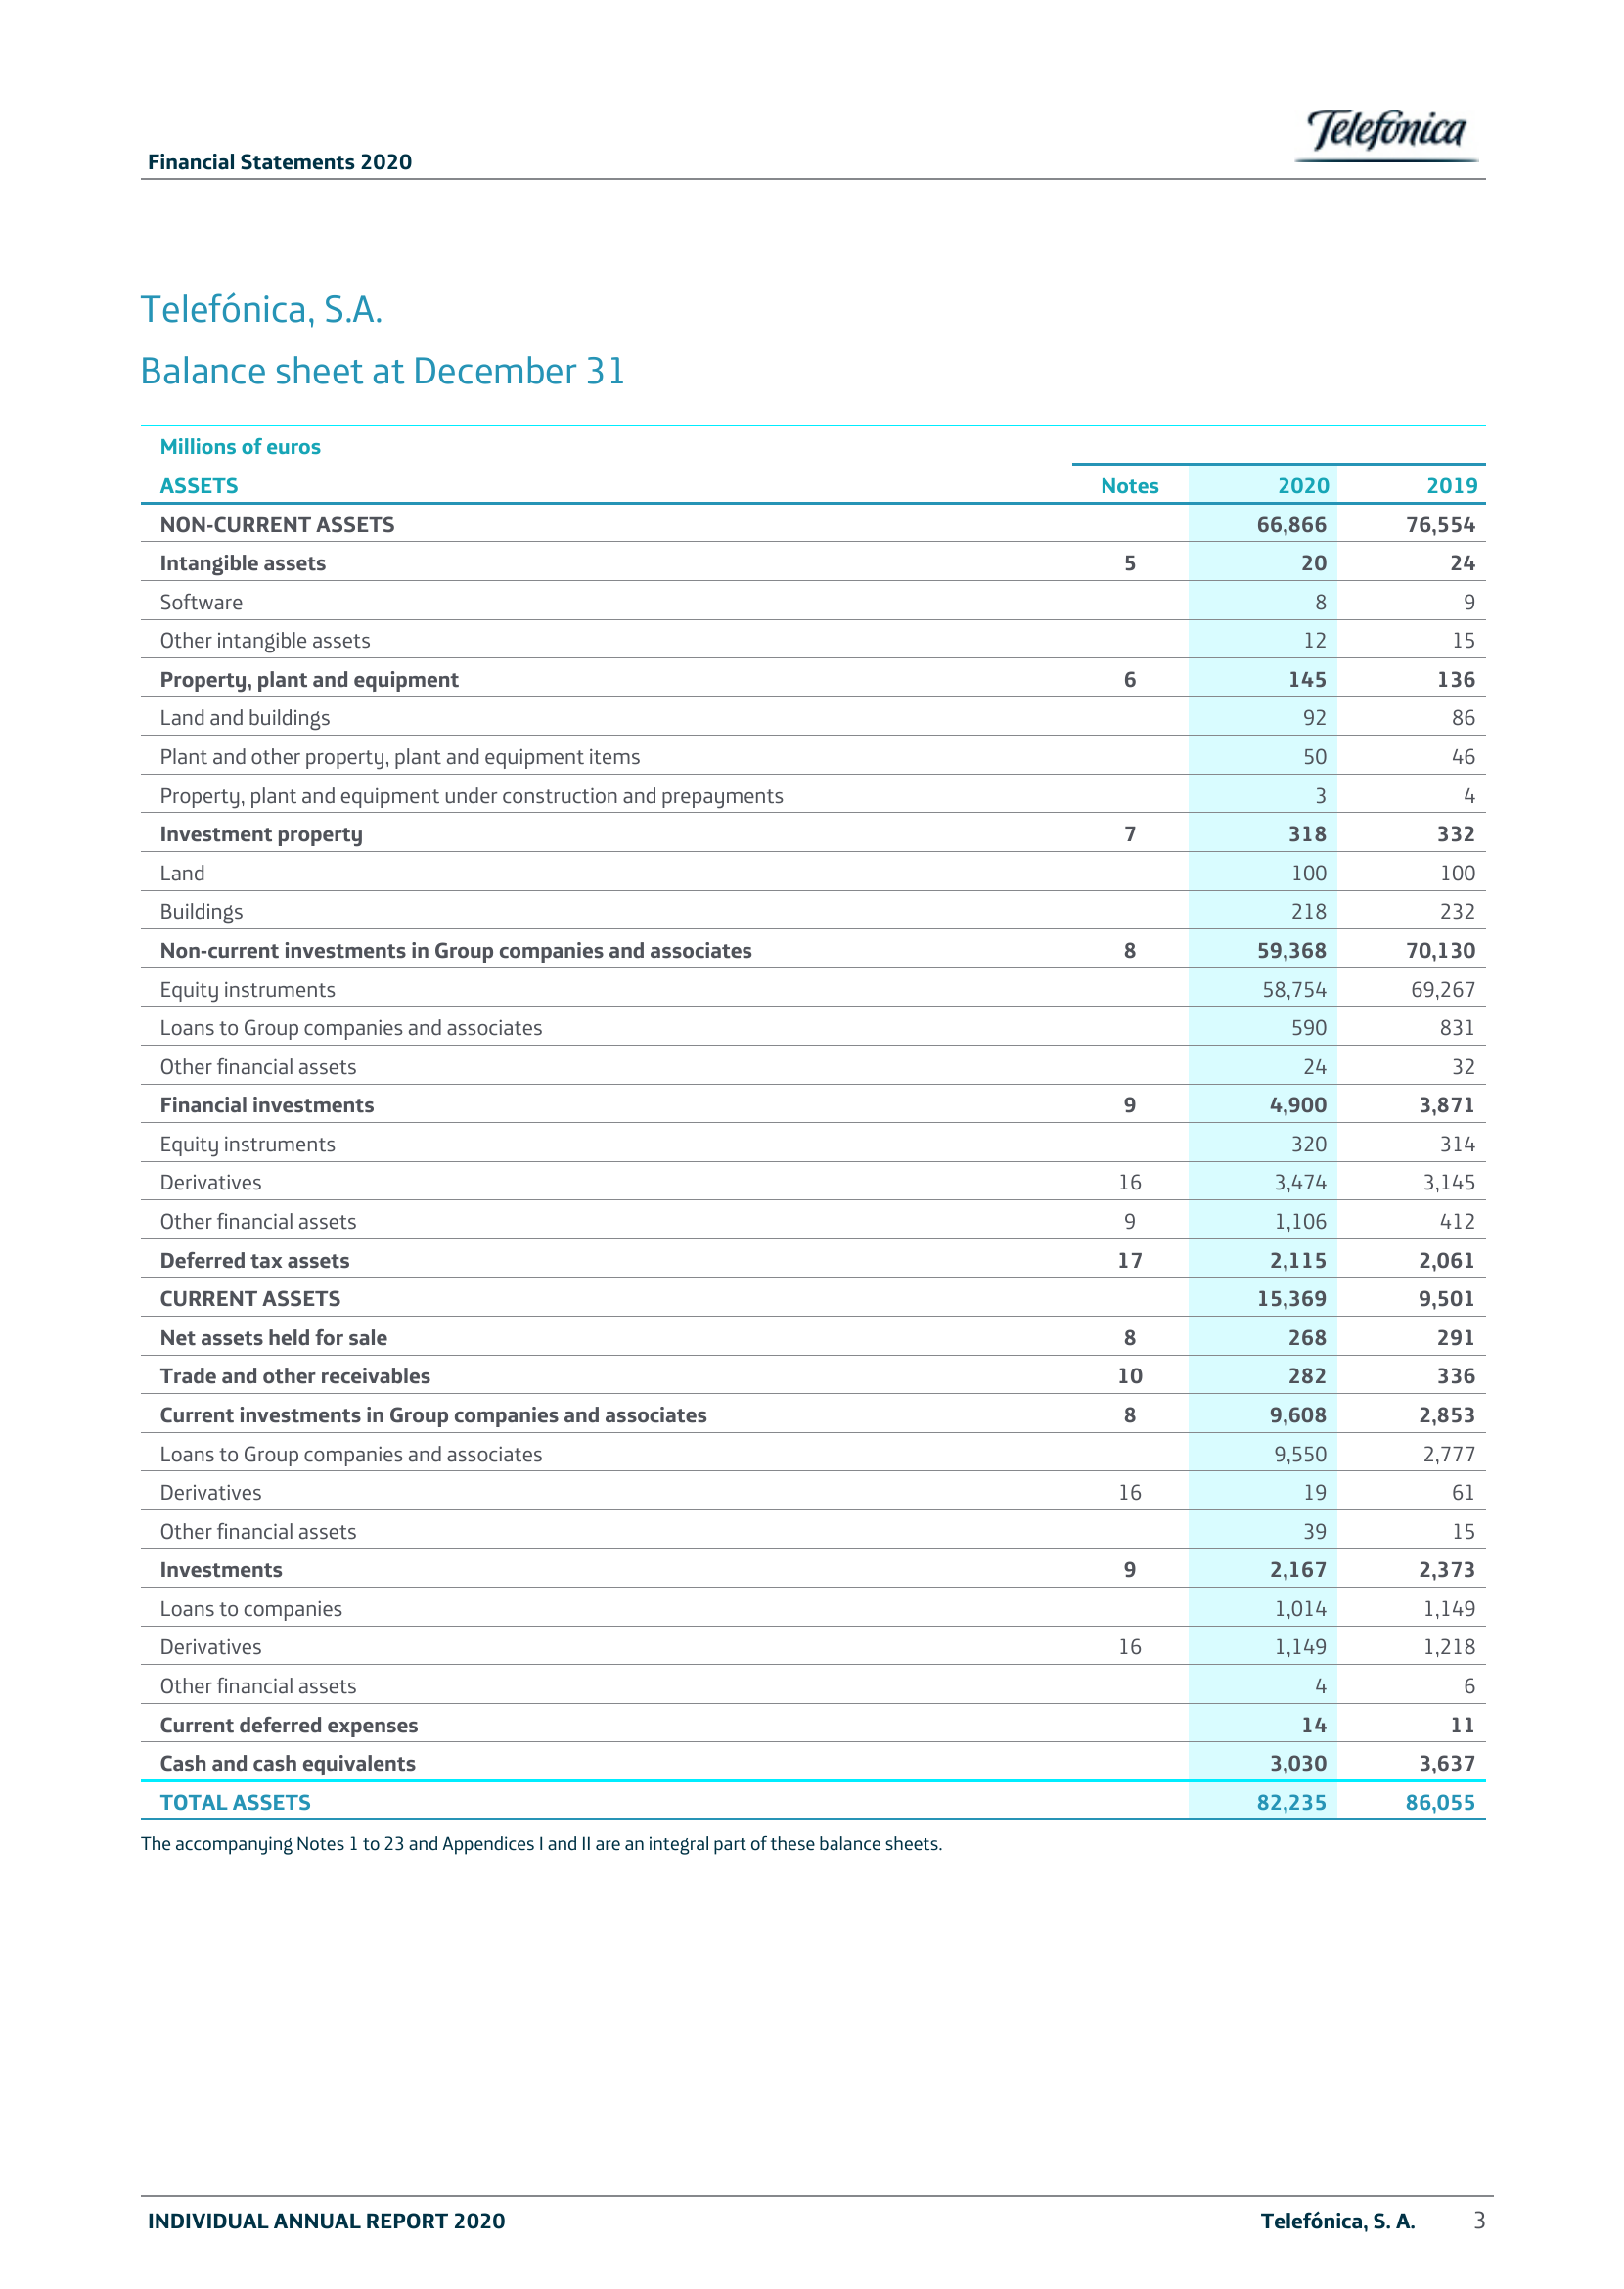 Telefónica
Financial Statements 2020
Telefónica, S.A.
Balance sheet at December 31
Millions of euros
ASSETS Notes 2020 2019
NON-CURRENT ASSETS 66,866 76,554
Intangible assets 5 20 24
Software 8 9
Other intangible assets 12 15
Property, plant and equipment 6 145 136
Land and buildings 92 86
Plant and other property, plant and equipment items 50 46
Property, plant and equipment under construction and prepayments 3 4
Investment property 7 318 332
Land 100 100
Buildings 218 232
Non-current investments in Group companies and associates 8 59,368 70,130
Equity instruments 58,754 69,267
Loans to Group companies and associates 590 831
Other financial assets 24 32
Financial investments 9 4,900 3,871
Equity instruments 320 314
Derivatives 16 3,474 3,145
Other financial assets 9 1,106 412
Deferred tax assets 17 2,115 2,061
CURRENT ASSETS 15,369 9,501
Net assets held for sale 8 268 291
Trade and other receivables 10 282 336
Current investments in Group companies and associates 8 9,608 2,853
Loans to Group companies and associates 9,550 2,777
Derivatives 16 19 61
Other financial assets 39 15
Investments 9 2,167 2,373
Loans to companies 1,014 1,149
Derivatives 16 1,149 1,218
Other financial assets 4 6
Current deferred expenses 14 11
Cash and cash equivalents 3,030 3,637
TOTAL ASSETS 82,235 86,055
The accompanying Notes 1 to 23 and Appendices I and II are an integral part of these balance sheets.
INDIVIDUAL ANNUAL REPORT 2020 Telefónica, S. A. 3